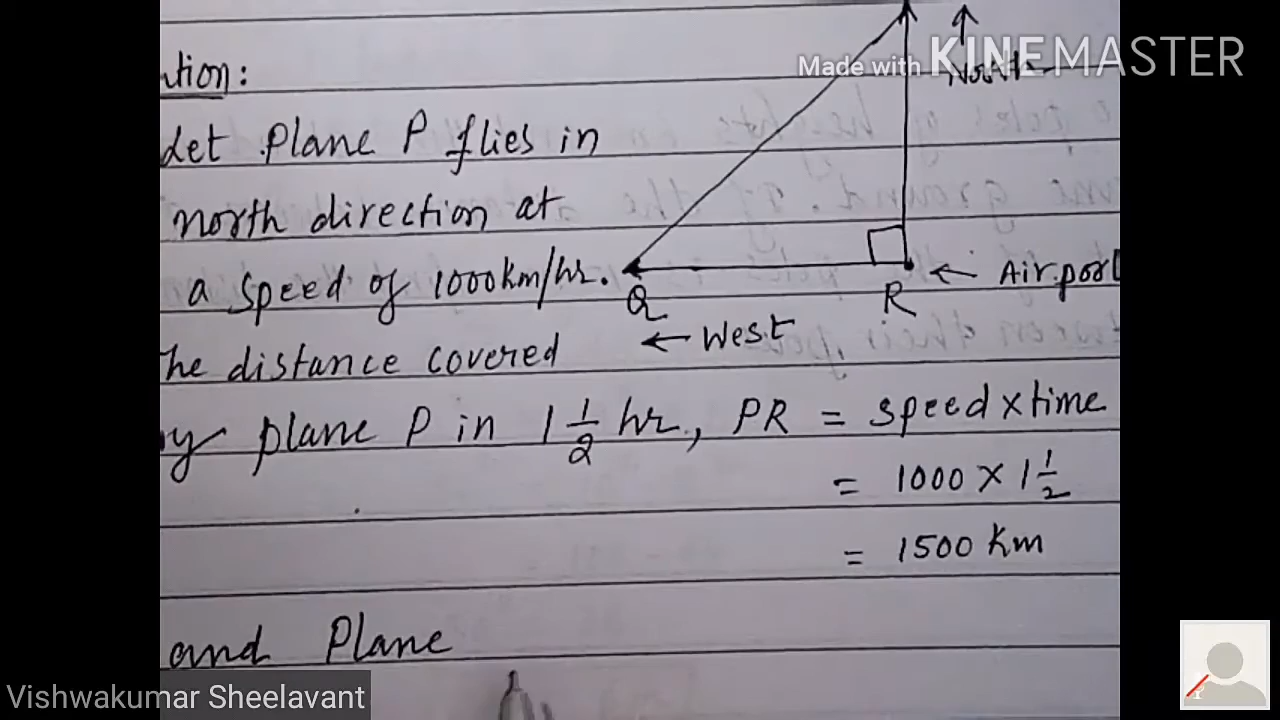 Made with KINEMASTER
North
ution:
Let Plane P flies in
north direction at
a speed of 1000km/hr.
Q
R
← Airport
← West
he distance covered
by plane P in 1 1/2 hr, PR = speed × time
= 1000 × 1 1/2
= 1500 km
and Plane
Vishwakumar Sheelavant